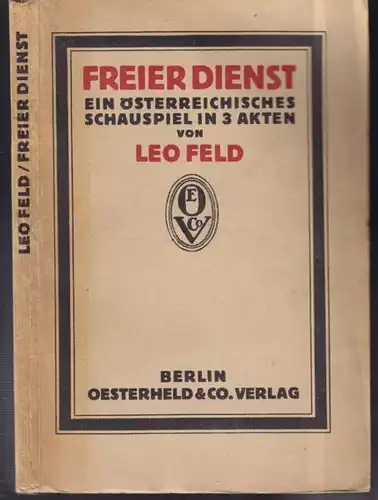 LEO FELD / FREIER DIENST
FREIER DIENST
EIN ÖSTERREICHISCHES
SCHAUSPIEL IN 3 AKTEN
VON
LEO FELD
E
O
V
Co
BERLIN
OESTERHELD & CO. VERLAG